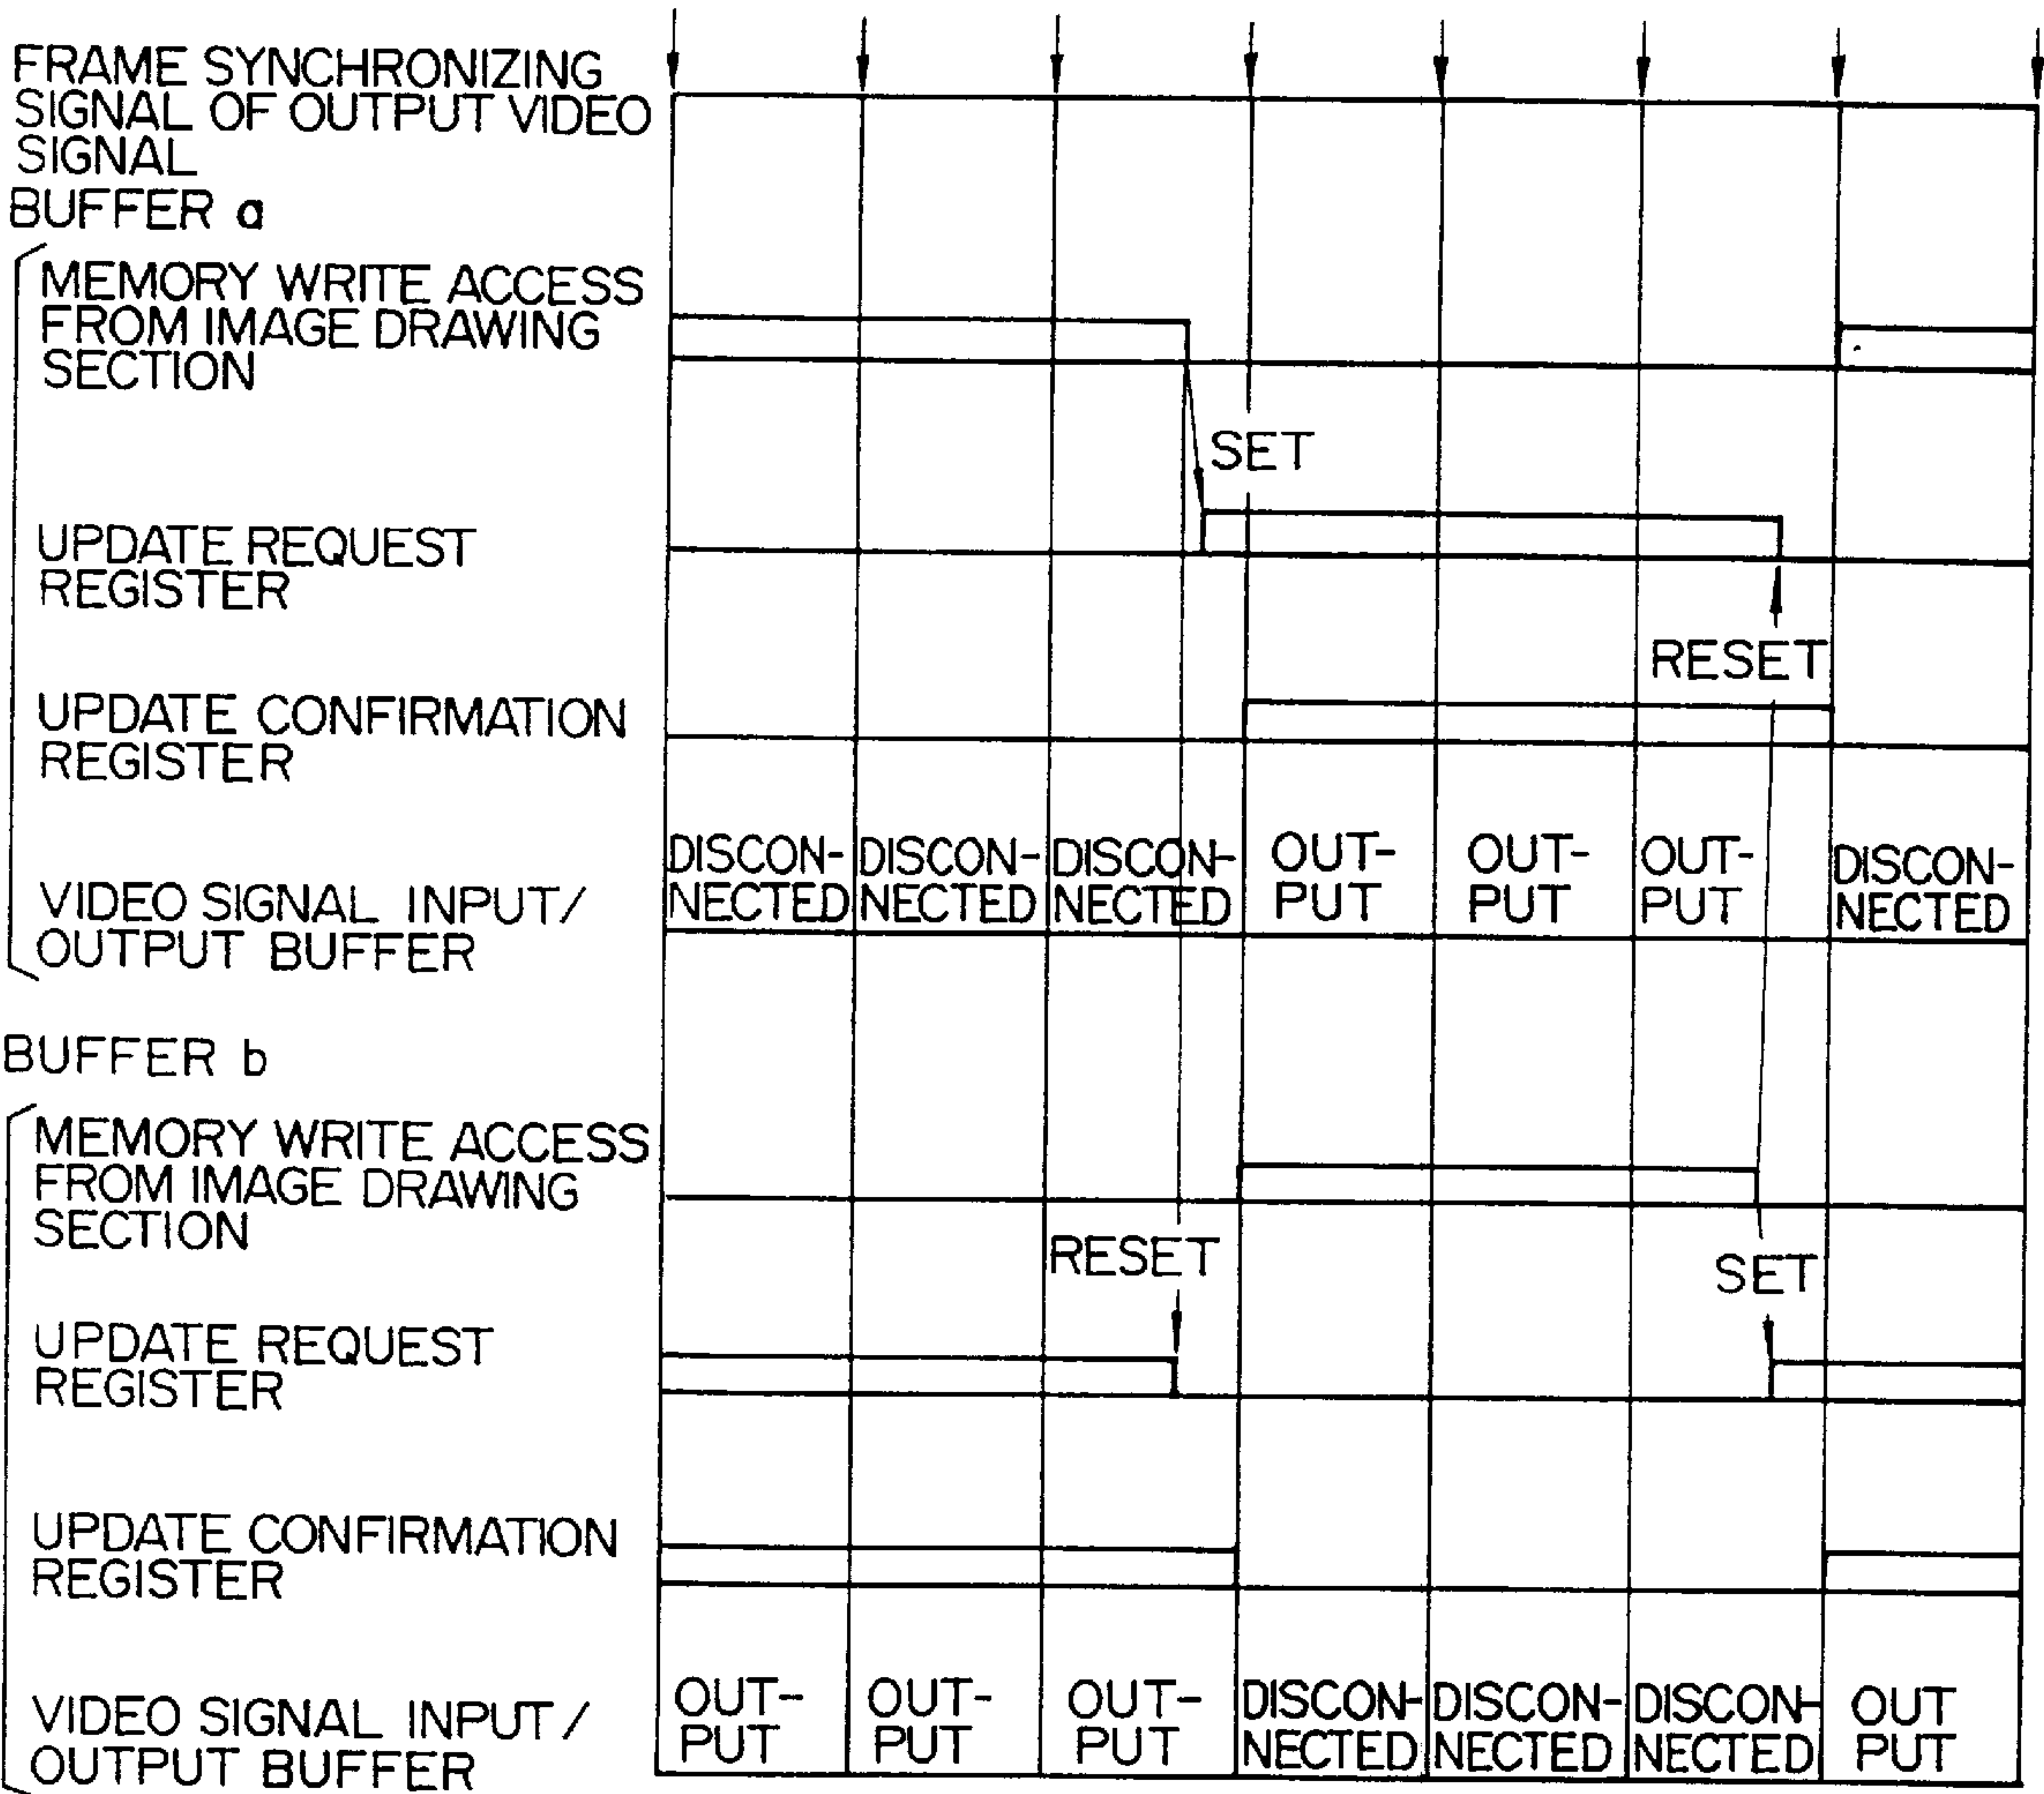 FRAME SYNCHRONIZING
SIGNAL OF OUTPUT VIDEO
SIGNAL
BUFFER a
MEMORY WRITE ACCESS
FROM IMAGE DRAWING
SECTION
SET
UPDATE REQUEST
REGISTER
RESET
UPDATE CONFIRMATION
REGISTER
VIDEO SIGNAL INPUT/
OUTPUT BUFFER
DISCON-
NECTED
DISCON-
NECTED
DISCON-
NECTED
OUT-
PUT
OUT-
PUT
OUT-
PUT
DISCON-
NECTED
BUFFER b
MEMORY WRITE ACCESS
FROM IMAGE DRAWING
SECTION
RESET
SET
UPDATE REQUEST
REGISTER
UPDATE CONFIRMATION
REGISTER
VIDEO SIGNAL INPUT/
OUTPUT BUFFER
OUT-
PUT
OUT-
PUT
OUT-
PUT
DISCON-
NECTED
DISCON-
NECTED
DISCON-
NECTED
OUT
PUT